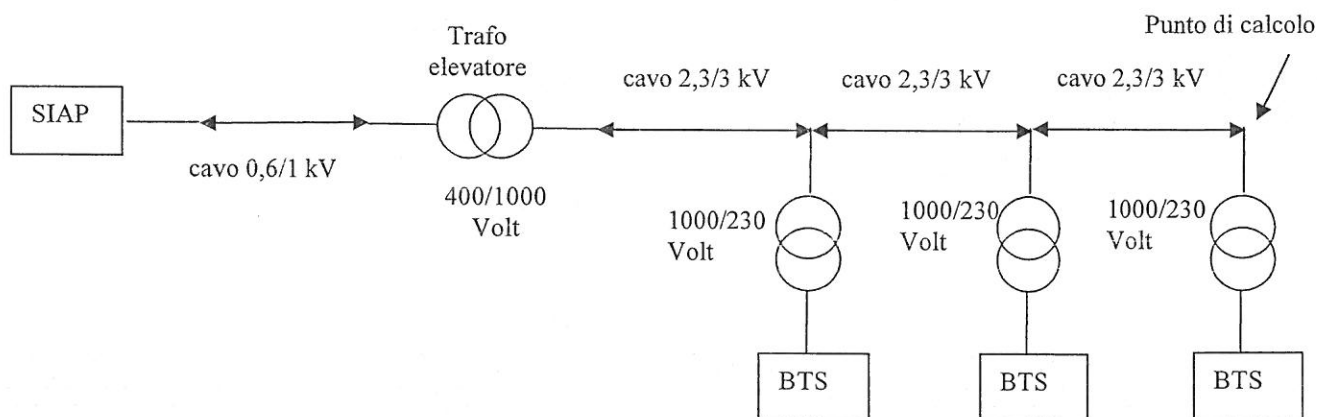 Punto di calcolo
Trafo
elevatore
cavo 2,3/3 kV
cavo 2,3/3 kV
cavo 2,3/3 kV
SIAP
cavo 0,6/1 kV
400/1000
Volt
1000/230
Volt
1000/230
Volt
1000/230
Volt
BTS
BTS
BTS